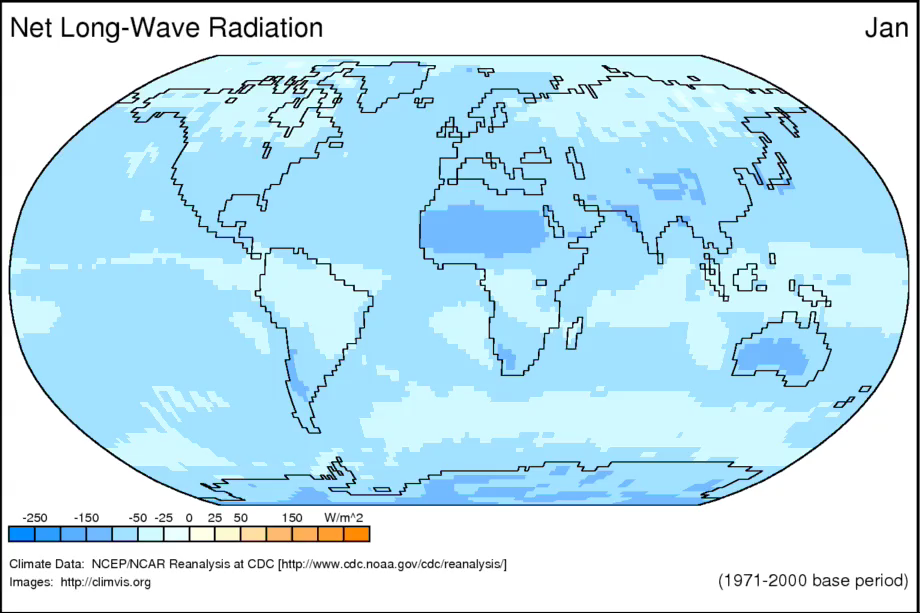 Net Long-Wave Radiation Jan
-250 -150 -50 -25 0 25 50 150 W/m^2
Climate Data: NCEP/NCAR Reanalysis at CDC [http://www.cdc.noaa.gov/cdc/reanalysis/]
Images: http://climvis.org
(1971-2000 base period)